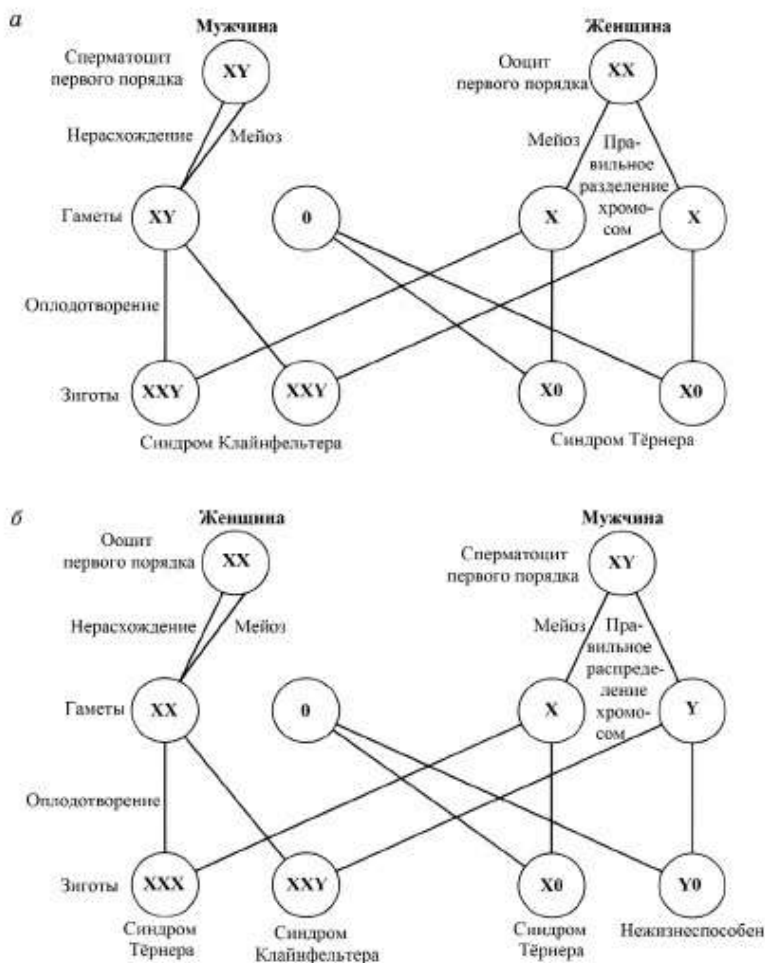 а
Мужчина
Женщина
Сперматоцит
первого порядка
XY
Ооцит
первого порядка
XX
Нерасхождение
Мейоз
Мейоз
Пра-
вильное
разделение
хромо-
сом
Гаметы
XY
0
X
X
Оплодотворение
Зиготы
XXY
XXY
X0
X0
Синдром Клайнфельтера
Синдром Тёрнера
б
Женщина
Мужчина
Ооцит
первого порядка
XX
Сперматоцит
первого порядка
XY
Нерасхождение
Мейоз
Мейоз
Пра-
вильное
распреде-
ление
хромо-
сом
Гаметы
XX
0
X
Y
Оплодотворение
Зиготы
XXX
XXY
X0
Y0
Синдром
Тёрнера
Синдром
Клайнфельтера
Синдром
Тёрнера
Нежизнеспособен